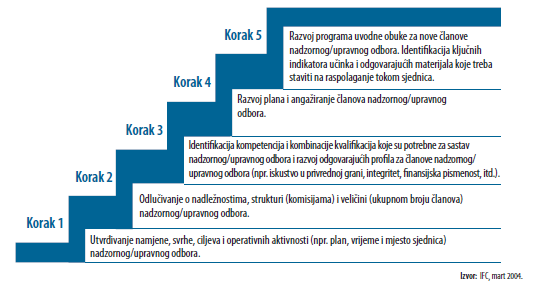 Korak 5
Razvoj programa uvodne obuke za nove članove
nadzornog/upravnog odbora. Identifikacija ključnih
indikatora učinka i odgovarajućih materijala koje treba
staviti na raspolaganje tokom sjednica.
Korak 4
Razvoj plana i angažiranje članova nadzornog/upravnog
odbora.
Korak 3
Identifikacija kompetencija i kombinacije kvalifikacija koje su potrebne za sastav
nadzornog/upravnog odbora i razvoj odgovarajućih profila za članove nadzornog/
upravnog odbora (npr. iskustvo u privrednoj grani, integritet, finansijska pismenost, itd.).
Korak 2
Odlučivanje o nadležnostima, strukturi (komisijama) i veličini (ukupnom broju članova)
nadzornog/upravnog odbora.
Korak 1
Utvrđivanje namjene, svrhe, ciljeva i operativnih aktivnosti (npr. plan, vrijeme i mjesto sjednica)
nadzornog/upravnog odbora.
Izvor: IFC, mart 2004.